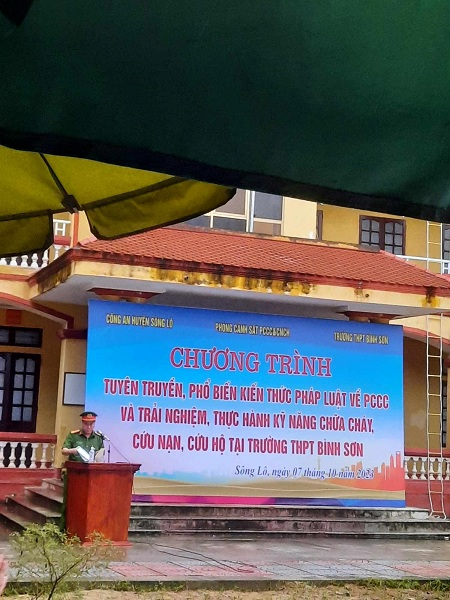 CÔNG AN HUYỆN SÔNG LÔ
PHÒNG CẢNH SÁT PCCC&CNCH
TRƯỜNG THPT BÌNH SƠN
CHƯƠNG TRÌNH
TUYÊN TRUYỀN, PHỔ BIẾN KIẾN THỨC PHÁP LUẬT VỀ PCCC
VÀ TRẢI NGHIỆM, THỰC HÀNH KỸ NĂNG CHỮA CHÁY,
CỨU NẠN, CỨU HỘ TẠI TRƯỜNG THPT BÌNH SƠN
Sông Lô, ngày 07 tháng 10 năm 2023